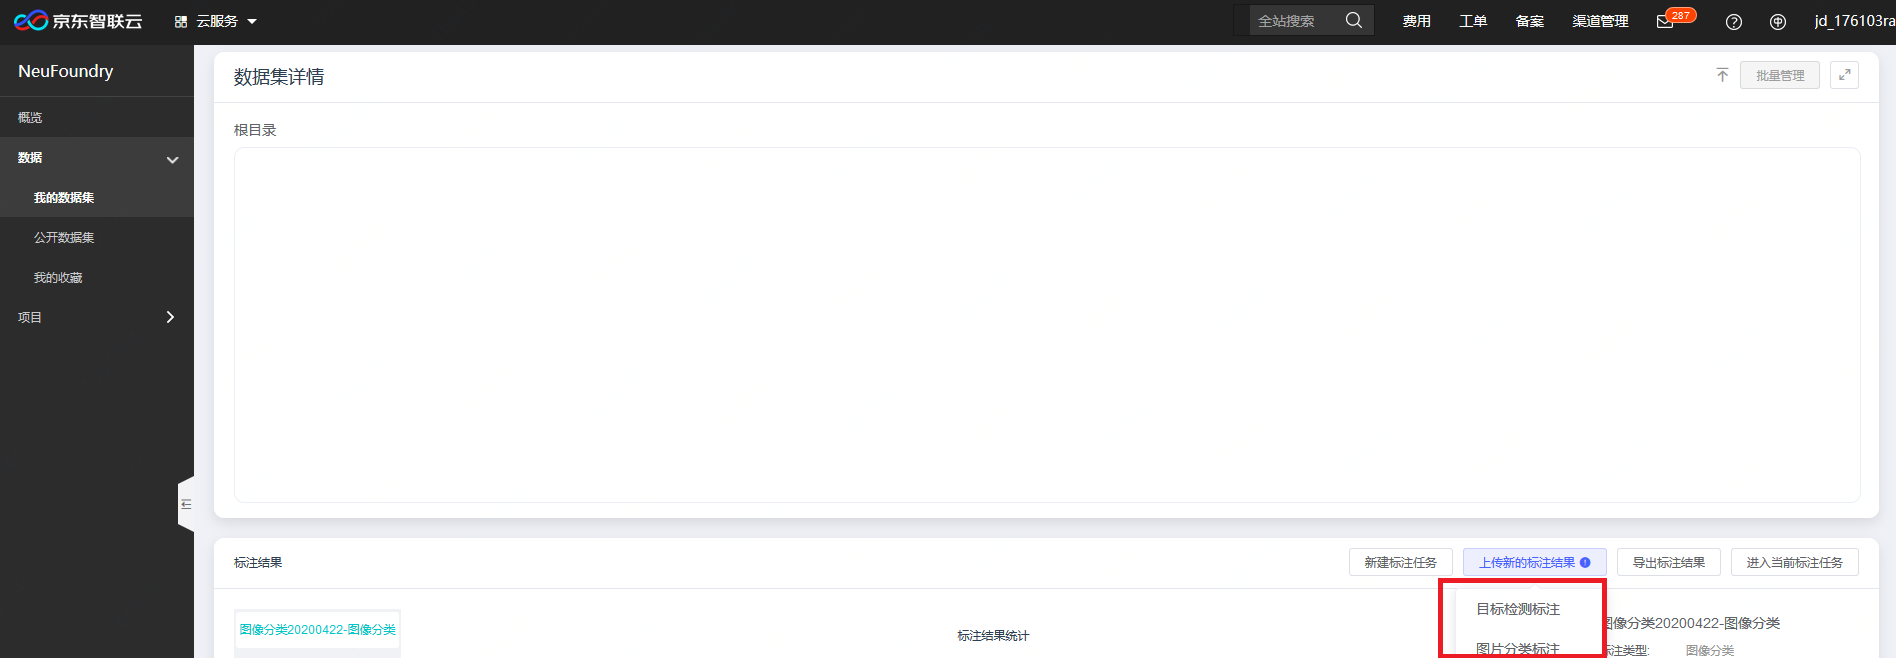 京东智联云
云服务
全站搜索
费用
工单
备案
渠道管理
287
jd_176103ra
NeuFoundry
概览
数据
我的数据集
公开数据集
我的收藏
项目
数据集详情
批量管理
根目录
标注结果
新建标注任务
上传新的标注结果
导出标注结果
进入当前标注任务
目标检测标注
图片分类标注
图像分类20200422-图像分类
标注结果统计
图像分类20200422-图像分类
标注类型:
图像分类